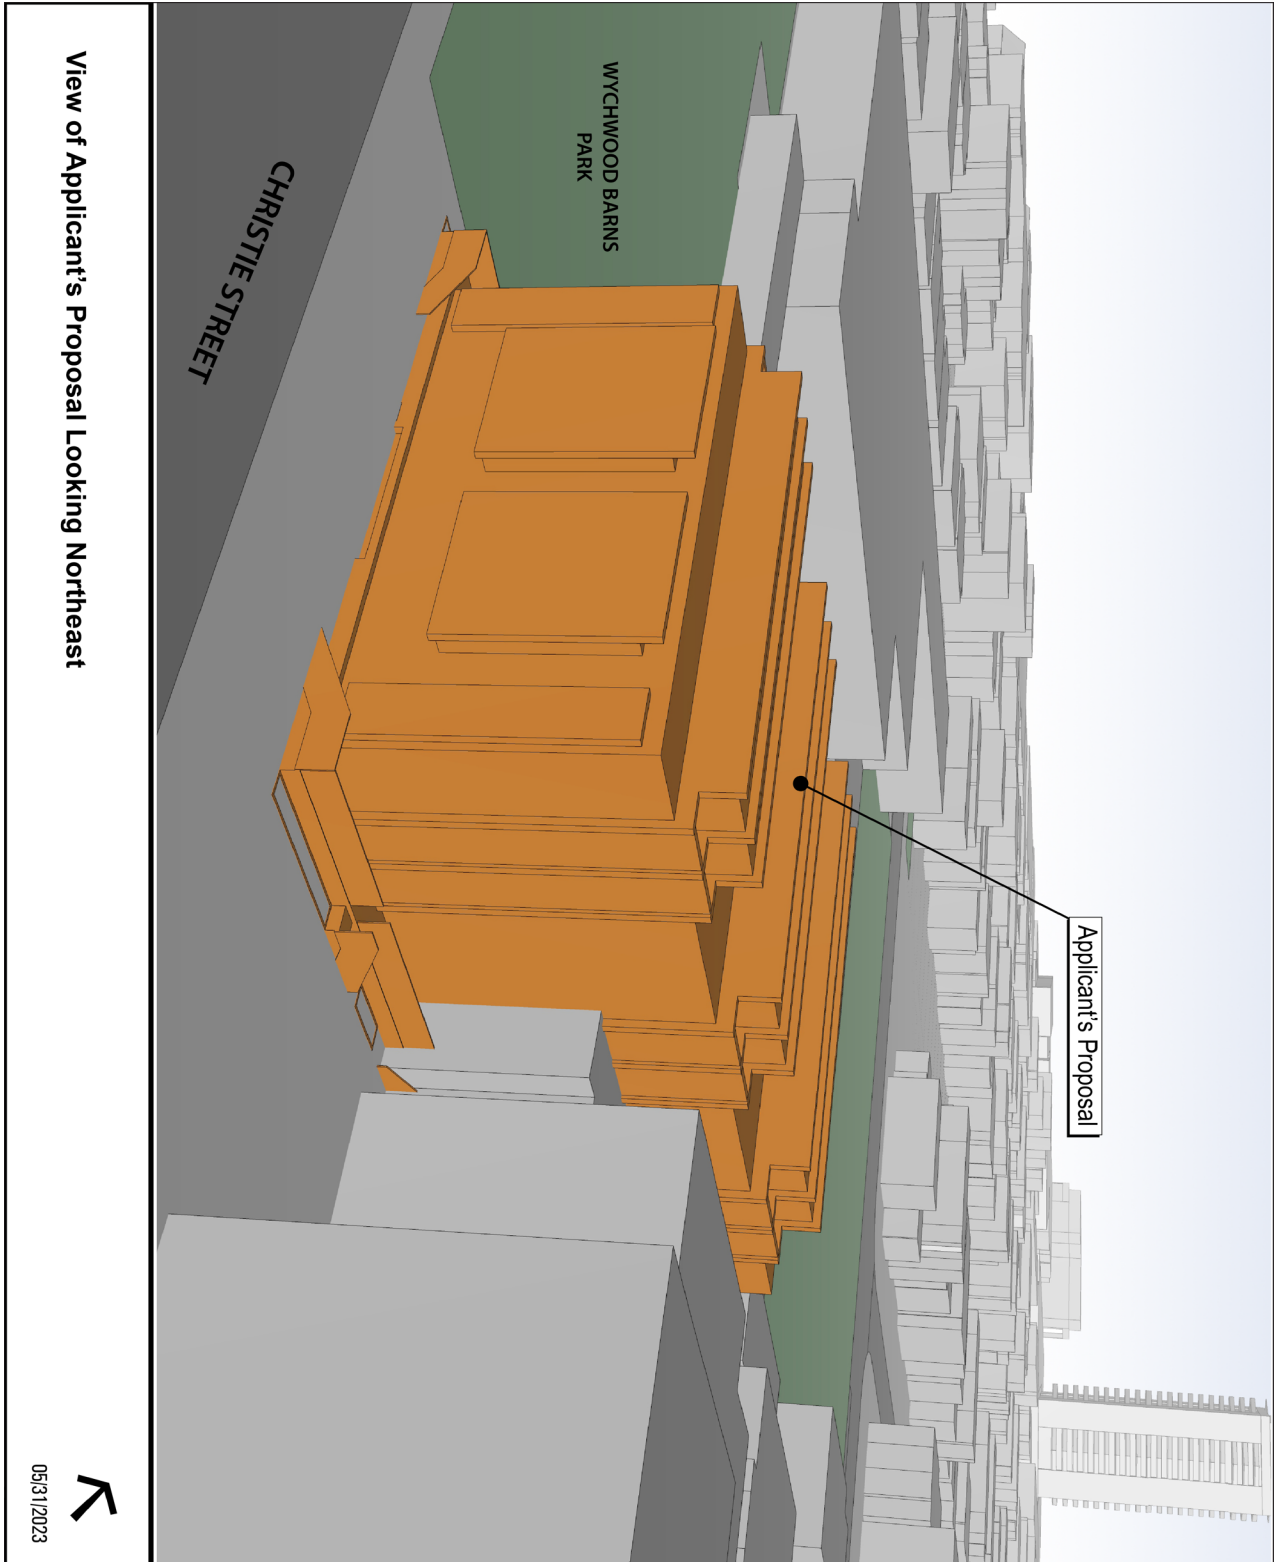 WYCHWOOD BARNS
PARK
CHRISTIE STREET
Applicant's Proposal
View of Applicant's Proposal Looking Northeast
05/31/2023